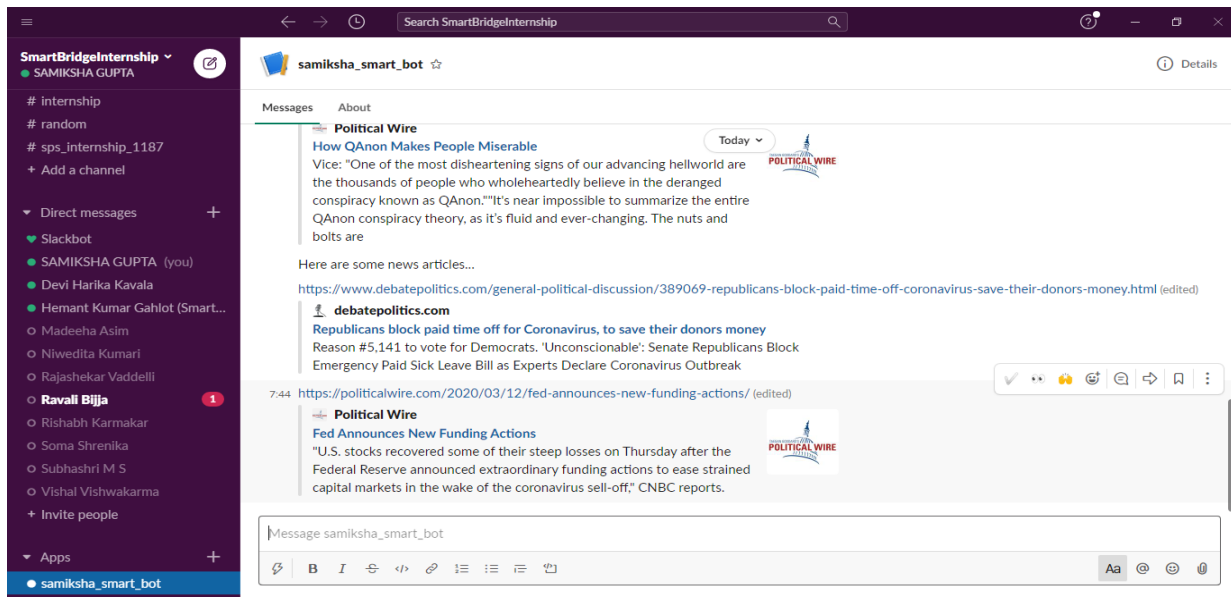 Search SmartBridgeInternship
SmartBridgeInternship
SAMIKSHA GUPTA
# internship
# random
# sps_internship_1187
+ Add a channel
Direct messages
Slackbot
SAMIKSHA GUPTA (you)
Devi Harika Kavala
Hemant Kumar Gahlot (Smart...
Madeeha Asim
Niwedita Kumari
Rajashekar Vaddelli
Ravali Bijja 1
Rishabh Karmakar
Soma Shrenika
Subhashri M S
Vishal Vishwakarma
+ Invite people
Apps
samiksha_smart_bot
samiksha_smart_bot
Details
Messages About
Today
Political Wire
How QAnon Makes People Miserable
Vice: "One of the most disheartening signs of our advancing hellworld are
the thousands of people who wholeheartedly believe in the deranged
conspiracy known as QAnon.""It's near impossible to summarize the entire
QAnon conspiracy theory, as it's fluid and ever-changing. The nuts and
bolts are
POLITICAL WIRE
Here are some news articles...
https://www.debatepolitics.com/general-political-discussion/389069-republicans-block-paid-time-off-coronavirus-save-their-donors-money.html (edited)
debatepolitics.com
Republicans block paid time off for Coronavirus, to save their donors money
Reason #5,141 to vote for Democrats. 'Unconscionable': Senate Republicans Block
Emergency Paid Sick Leave Bill as Experts Declare Coronavirus Outbreak
7:44 https://politicalwire.com/2020/03/12/fed-announces-new-funding-actions/ (edited)
Political Wire
Fed Announces New Funding Actions
"U.S. stocks recovered some of their steep losses on Thursday after the
Federal Reserve announced extraordinary funding actions to ease strained
capital markets in the wake of the coronavirus sell-off," CNBC reports.
POLITICAL WIRE
Message samiksha_smart_bot
B I S </> Aa @